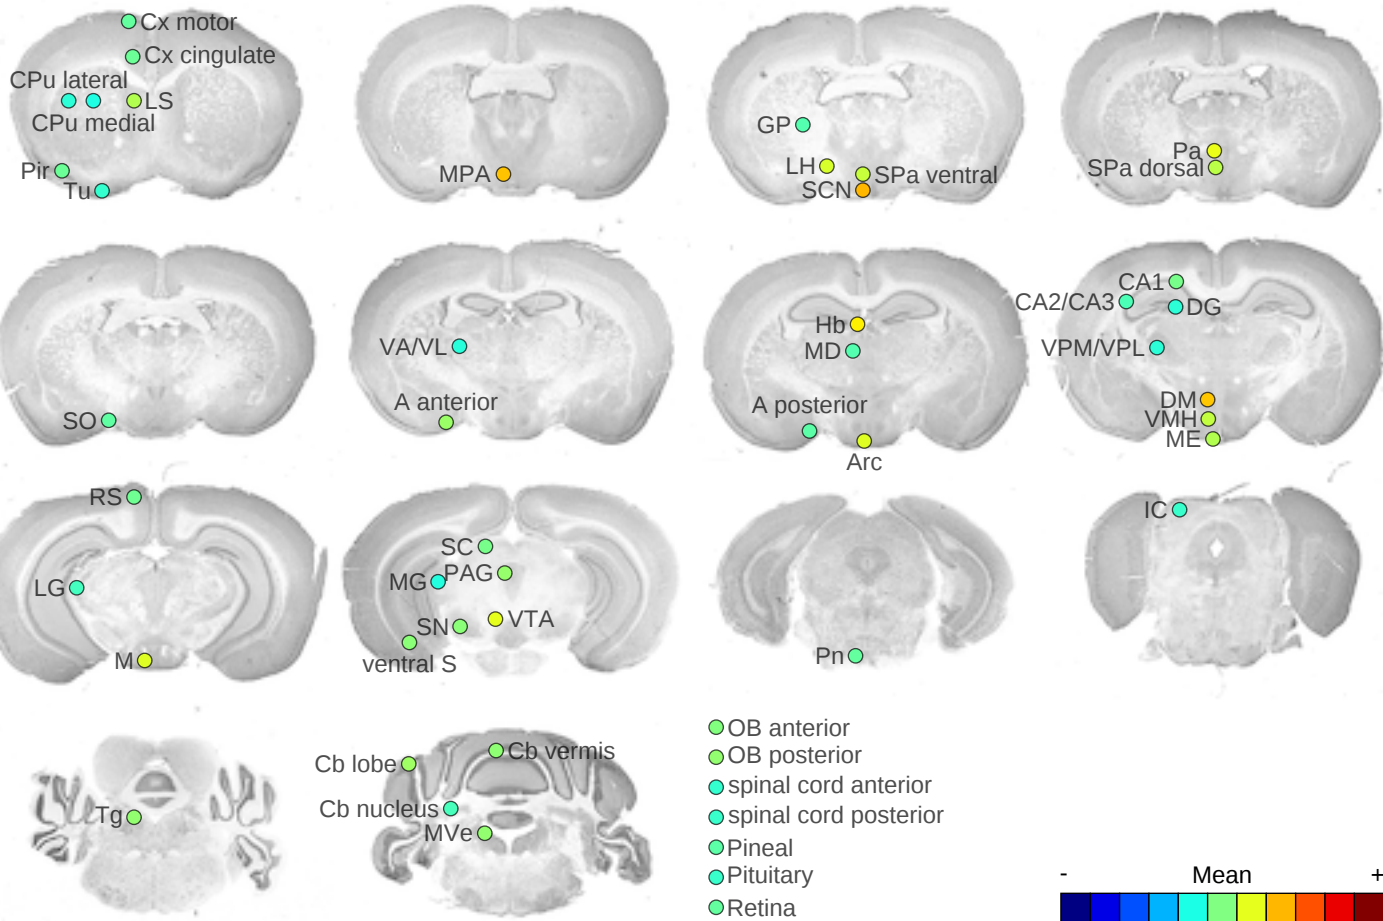 Cx motor
Cx cingulate
CPu lateral
LS
CPu medial
Pir
Tu
MPA
GP
LH
SPa ventral
SCN
Pa
SPa dorsal
SO
VA/VL
A anterior
Hb
MD
A posterior
Arc
CA1
CA2/CA3
DG
VPM/VPL
DM
VMH
ME
RS
LG
M
SC
MG
PAG
SN
VTA
ventral S
Pn
IC
Tg
Cb lobe
Cb vermis
Cb nucleus
MVe
OB anterior
OB posterior
spinal cord anterior
spinal cord posterior
Pineal
Pituitary
Retina
- Mean +